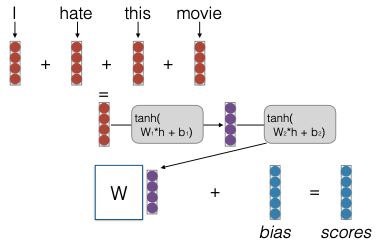 I hate this movie
+ + +
=
tanh( tanh(
W₁*h + b₁) W₂*h + b₂)
W + =
bias scores